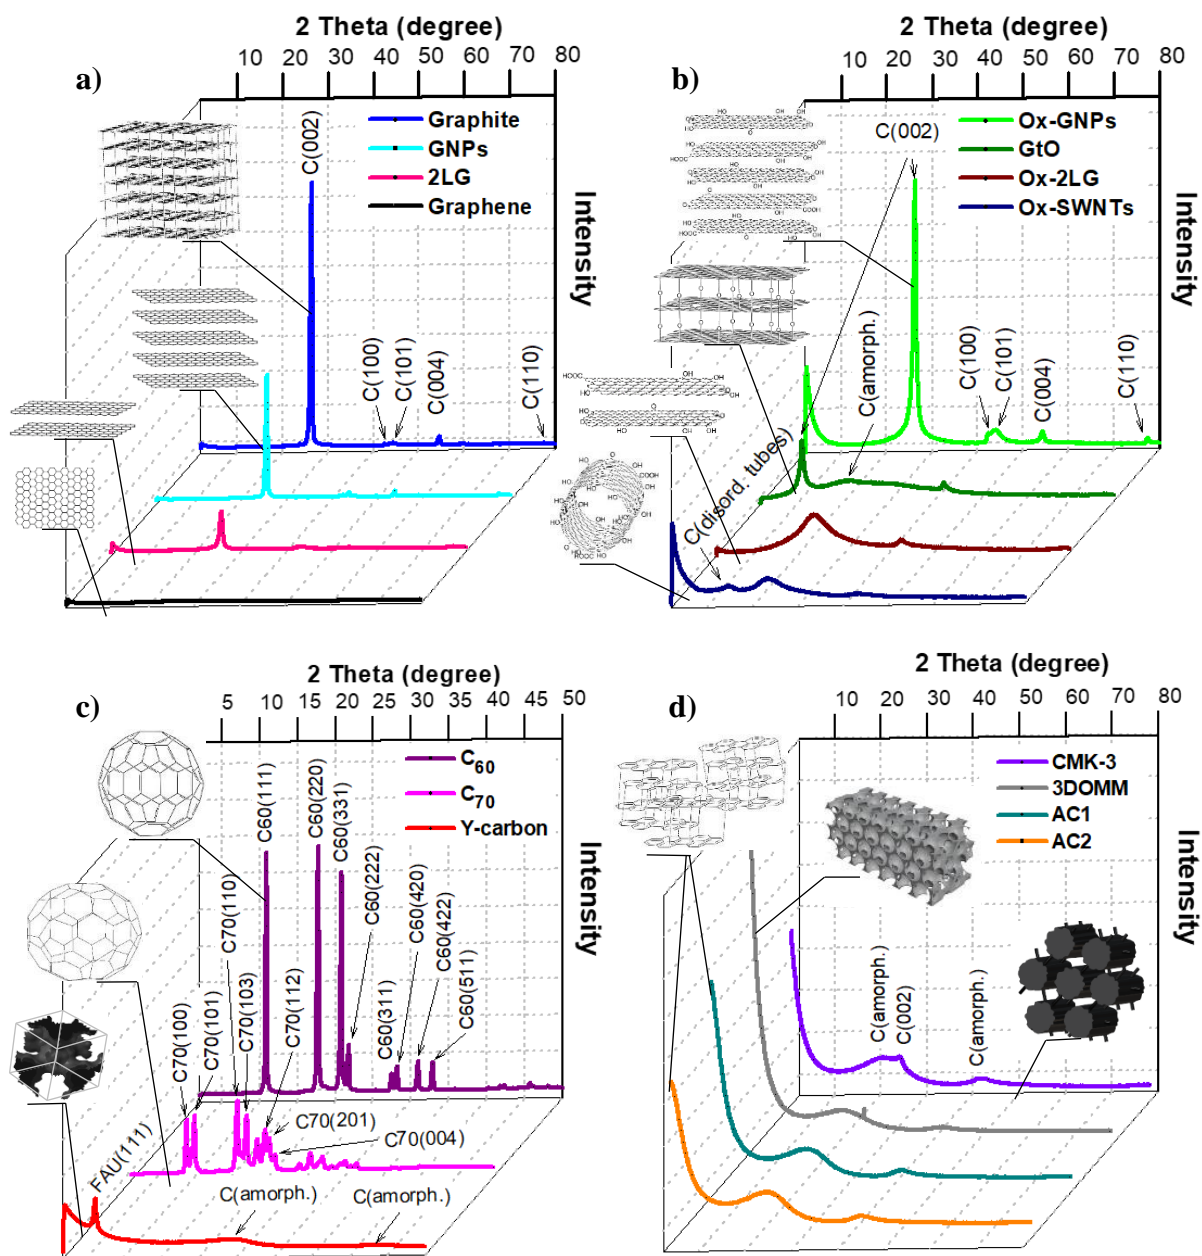 a)
2 Theta (degree)
10 20 30 40 50 60 70 80
Intensity
Graphite
GNPs
2LG
Graphene
C(002)
C(100)
C(101)
C(004)
C(110)
b)
2 Theta (degree)
10 20 30 40 50 60 70 80
Intensity
Ox-GNPs
GtO
Ox-2LG
Ox-SWNTs
C(002)
C(amorph.)
C(100)
C(101)
C(004)
C(110)
C(disord. tubes)
c)
2 Theta (degree)
5 10 15 20 25 30 35 40 45 50
Intensity
C60
C70
Y-carbon
C60(111)
C60(220)
C60(331)
C60(222)
C60(311)
C60(420)
C60(422)
C60(511)
C70(100)
C70(101)
C70(110)
C70(103)
C70(112)
C70(201)
C70(004)
FAU(111)
C(amorph.)
C(amorph.)
d)
2 Theta (degree)
10 20 30 40 50 60 70 80
Intensity
CMK-3
3DOMM
AC1
AC2
C(amorph.)
C(002)
C(amorph.)